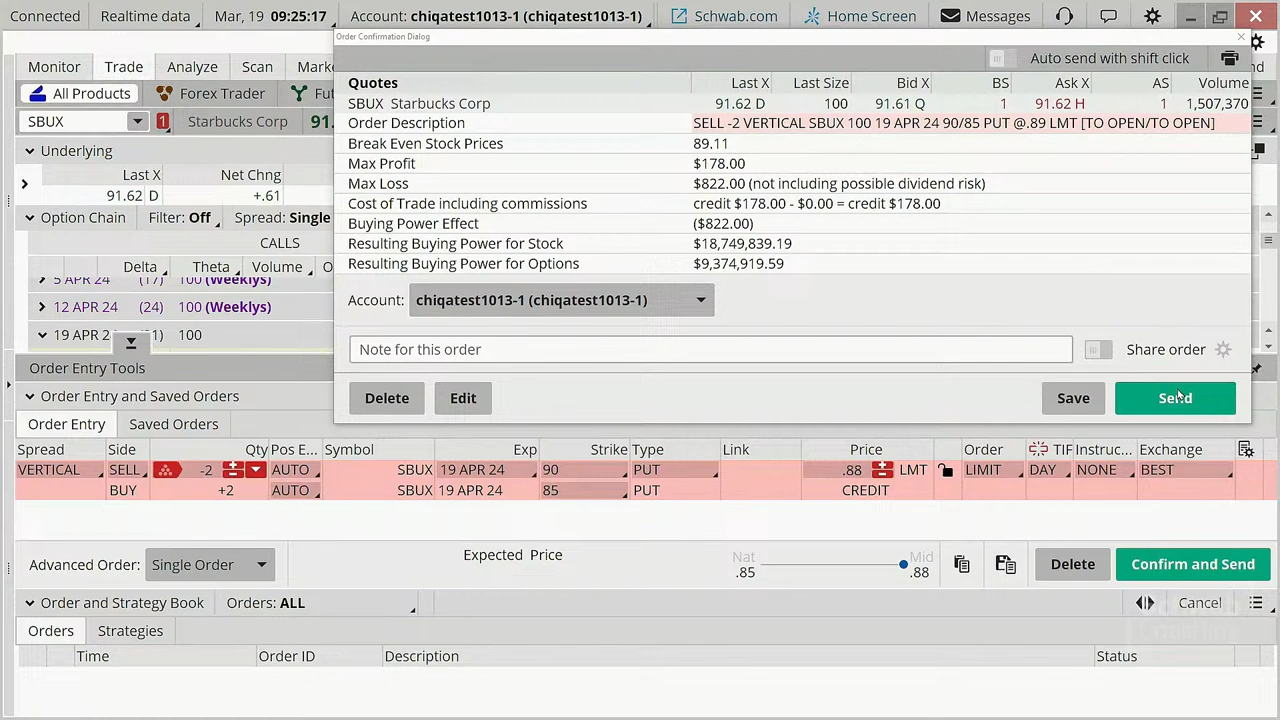 Connected Realtime data Mar, 19 09:25:17 Account: chiqatest1013-1 (chiqatest1013-1) Schwab.com Home Screen Messages
Order Confirmation Dialog
Auto send with shift click
Monitor Trade Analyze Scan
All Products Forex Trader
SBUX 1 Starbucks Corp
Underlying
Last X Net Chng
91.62 D +.61
Option Chain Filter: Off Spread: Single
CALLS
Delta Theta Volume
5 APR 24 (17) 100 (Weeklys)
12 APR 24 (24) 100 (Weeklys)
19 APR 100
Quotes Last X Last Size Bid X BS Ask X AS Volume
SBUX Starbucks Corp 91.62 D 100 91.61 Q 1 91.62 H 1 1,507,370
Order Description SELL -2 VERTICAL SBUX 100 19 APR 24 90/85 PUT @.89 LMT [TO OPEN/TO OPEN]
Break Even Stock Prices 89.11
Max Profit $178.00
Max Loss $822.00 (not including possible dividend risk)
Cost of Trade including commissions credit $178.00 - $0.00 = credit $178.00
Buying Power Effect ($822.00)
Resulting Buying Power for Stock $18,749,839.19
Resulting Buying Power for Options $9,374,919.59
Account: chiqatest1013-1 (chiqatest1013-1)
Note for this order Share order
Delete Edit Save Send
Order Entry Tools
Order Entry and Saved Orders
Order Entry Saved Orders
Spread Side Qty Pos E... Symbol Exp Strike Type Link Price Order TIF Instruc... Exchange
VERTICAL SELL -2 AUTO SBUX 19 APR 24 90 PUT .88 LMT LIMIT DAY NONE BEST
BUY +2 AUTO SBUX 19 APR 24 85 PUT CREDIT
Advanced Order: Single Order Expected Price Nat Mid Delete Confirm and Send
.85 .88
Order and Strategy Book Orders: ALL Cancel
Orders Strategies
Time Order ID Description Status